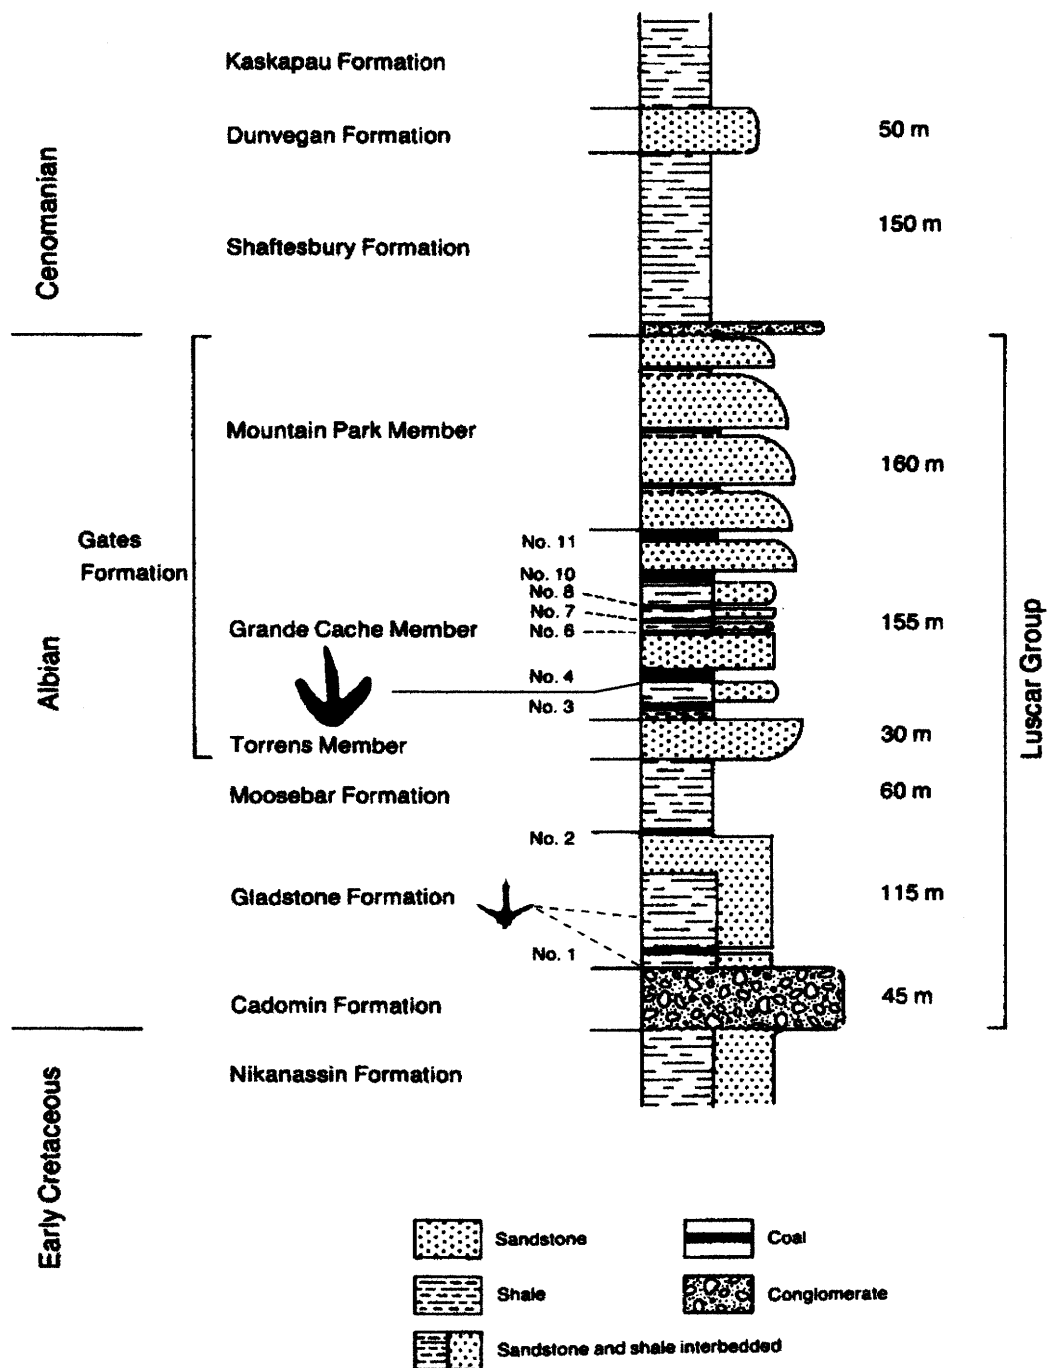 Cenomanian
Kaskapau Formation
Dunvegan Formation
50 m
Shaftesbury Formation
150 m
Albian
Gates
Formation
Mountain Park Member
160 m
No. 11
No. 10
No. 8
No. 7
No. 6
Grande Cache Member
155 m
No. 4
No. 3
Torrens Member
30 m
Moosebar Formation
60 m
No. 2
Gladstone Formation
115 m
No. 1
Cadomin Formation
45 m
Luscar Group
Early Cretaceous
Nikanassin Formation
Sandstone
Coal
Shale
Conglomerate
Sandstone and shale interbedded